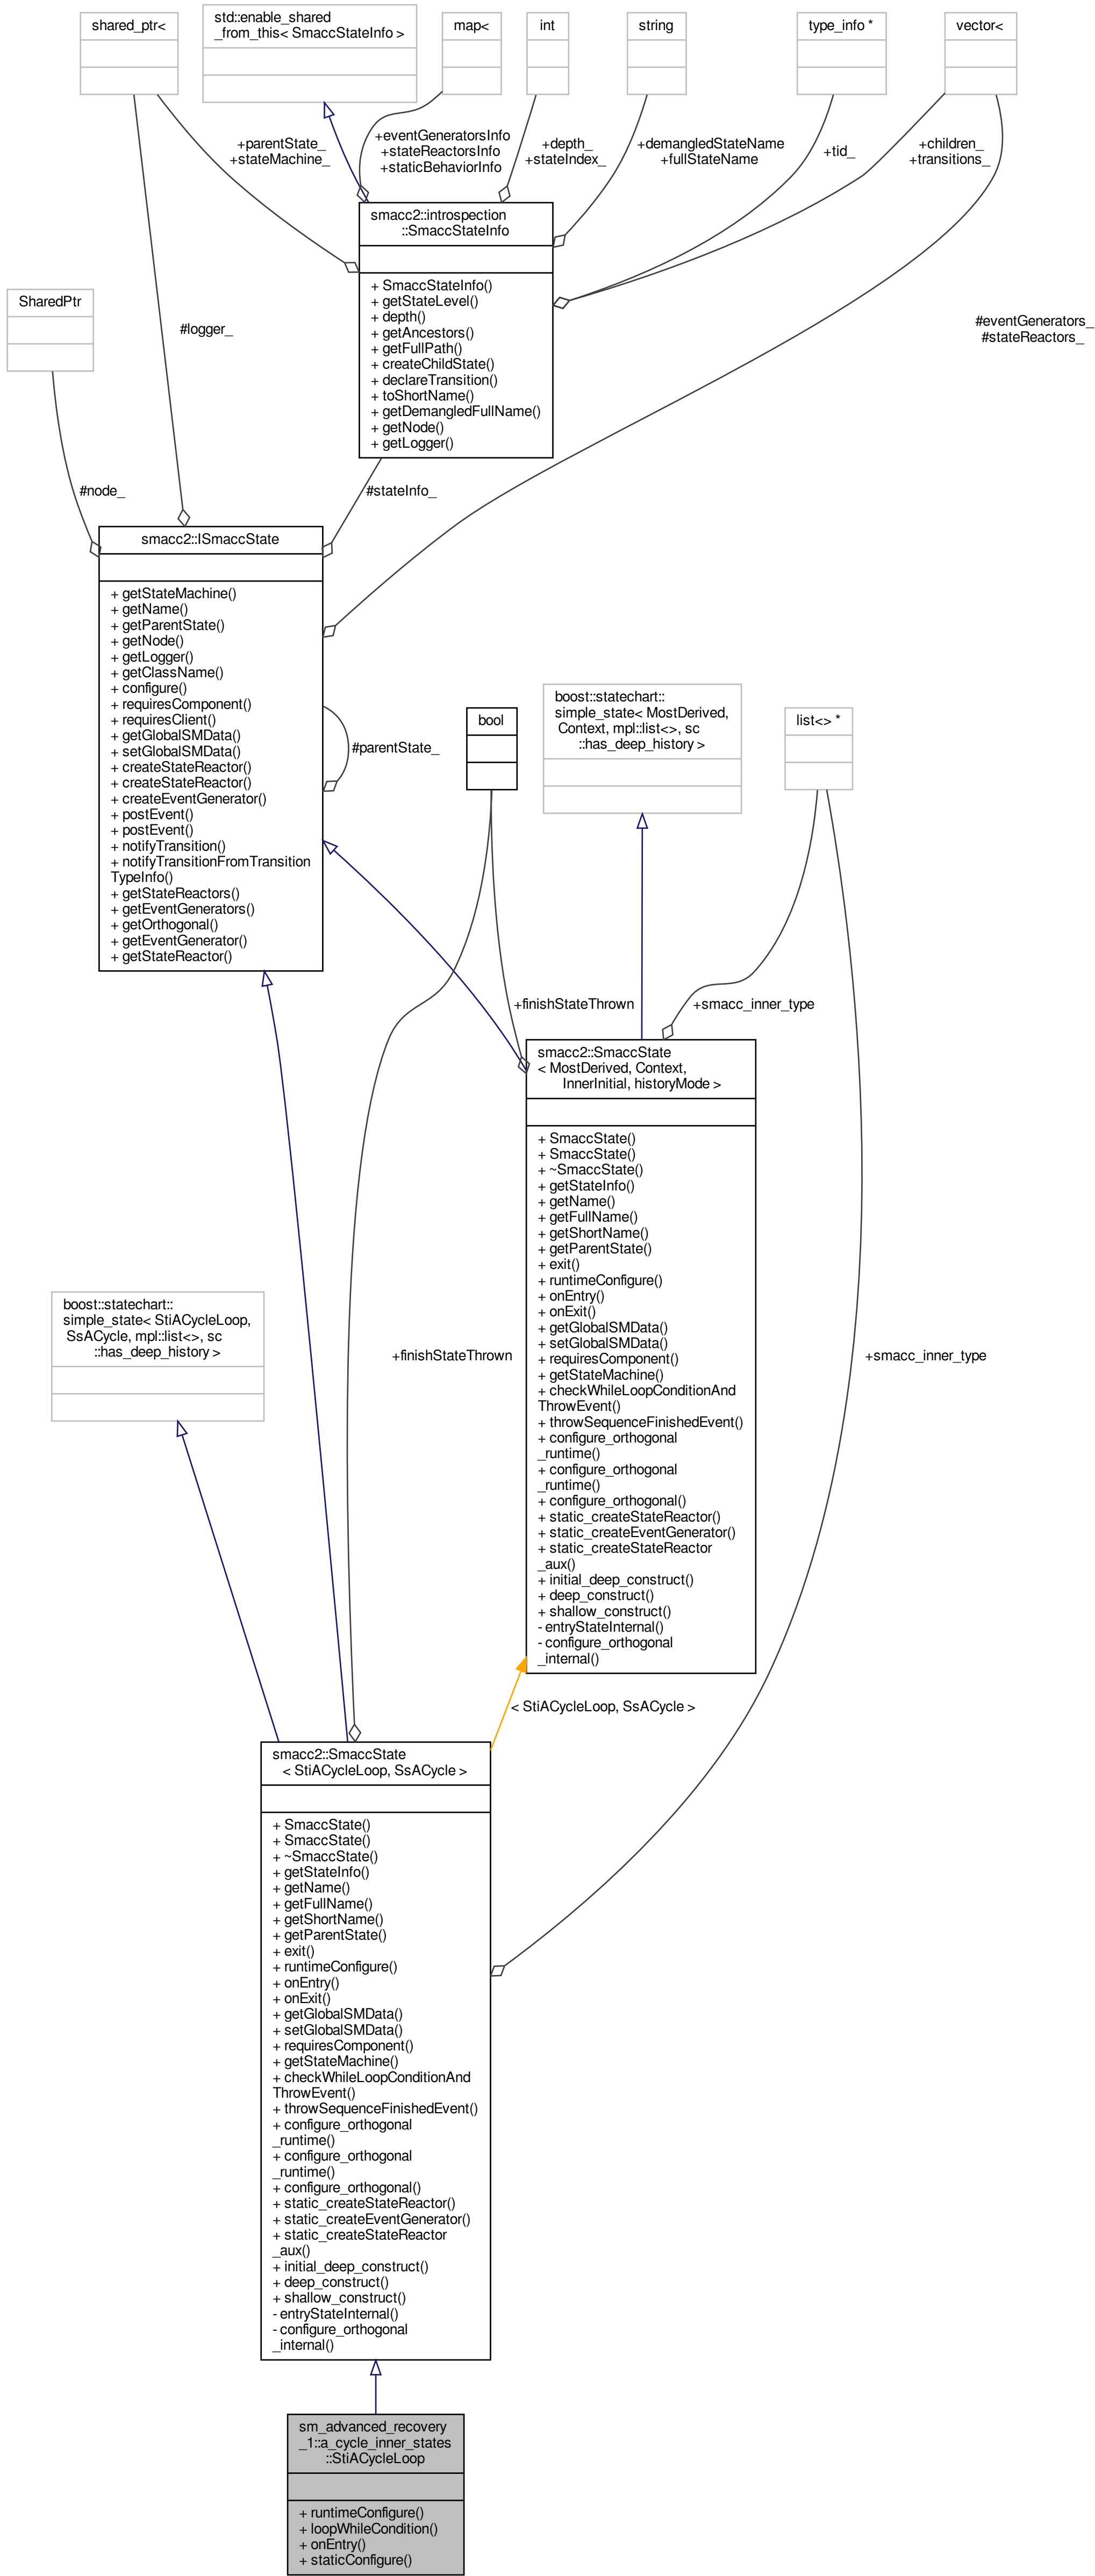 shared_ptr<
std::enable_shared
_from_this< SmaccStateInfo >
map<
int
string
type_info *
vector<
+parentState_
+stateMachine_
+eventGeneratorsInfo
+stateReactorsInfo
+staticBehaviorInfo
+depth_
+stateIndex_
+demangledStateName
+fullStateName
+tid_
+children_
+transitions_
smacc2::introspection
::SmaccStateInfo
+ SmaccStateInfo()
+ getStateLevel()
+ depth()
+ getAncestors()
+ getFullPath()
+ createChildState()
+ declareTransition()
+ toShortName()
+ getDemangledFullName()
+ getNode()
+ getLogger()
SharedPtr
#logger_
#eventGenerators_
#stateReactors_
#node_
#stateInfo_
smacc2::ISmaccState
+ getStateMachine()
+ getName()
+ getParentState()
+ getNode()
+ getLogger()
+ getClassName()
+ configure()
+ requiresComponent()
+ requiresClient()
+ getGlobalSMData()
+ setGlobalSMData()
+ createStateReactor()
+ createStateReactor()
+ createEventGenerator()
+ postEvent()
+ postEvent()
+ notifyTransition()
+ notifyTransitionFromTransition
TypeInfo()
+ getStateReactors()
+ getEventGenerators()
+ getOrthogonal()
+ getEventGenerator()
+ getStateReactor()
#parentState_
bool
boost::statechart::
simple_state< MostDerived,
Context, mpl::list<>, sc
::has_deep_history >
list<> *
+finishStateThrown
+smacc_inner_type
smacc2::SmaccState
< MostDerived, Context,
InnerInitial, historyMode >
+ SmaccState()
+ SmaccState()
+ ~SmaccState()
+ getStateInfo()
+ getName()
+ getFullName()
+ getShortName()
+ getParentState()
+ exit()
+ runtimeConfigure()
+ onEntry()
+ onExit()
+ getGlobalSMData()
+ setGlobalSMData()
+ requiresComponent()
+ getStateMachine()
+ checkWhileLoopConditionAnd
ThrowEvent()
+ throwSequenceFinishedEvent()
+ configure_orthogonal
_runtime()
+ configure_orthogonal
_runtime()
+ configure_orthogonal()
+ static_createStateReactor()
+ static_createEventGenerator()
+ static_createStateReactor
_aux()
+ initial_deep_construct()
+ deep_construct()
+ shallow_construct()
- entryStateInternal()
- configure_orthogonal
_internal()
boost::statechart::
simple_state< StiACycleLoop,
SsACycle, mpl::list<>, sc
::has_deep_history >
+finishStateThrown
+smacc_inner_type
< StiACycleLoop, SsACycle >
smacc2::SmaccState
< StiACycleLoop, SsACycle >
+ SmaccState()
+ SmaccState()
+ ~SmaccState()
+ getStateInfo()
+ getName()
+ getFullName()
+ getShortName()
+ getParentState()
+ exit()
+ runtimeConfigure()
+ onEntry()
+ onExit()
+ getGlobalSMData()
+ setGlobalSMData()
+ requiresComponent()
+ getStateMachine()
+ checkWhileLoopConditionAnd
ThrowEvent()
+ throwSequenceFinishedEvent()
+ configure_orthogonal
_runtime()
+ configure_orthogonal
_runtime()
+ configure_orthogonal()
+ static_createStateReactor()
+ static_createEventGenerator()
+ static_createStateReactor
_aux()
+ initial_deep_construct()
+ deep_construct()
+ shallow_construct()
- entryStateInternal()
- configure_orthogonal
_internal()
sm_advanced_recovery
_1::a_cycle_inner_states
::StiACycleLoop
+ runtimeConfigure()
+ loopWhileCondition()
+ onEntry()
+ staticConfigure()